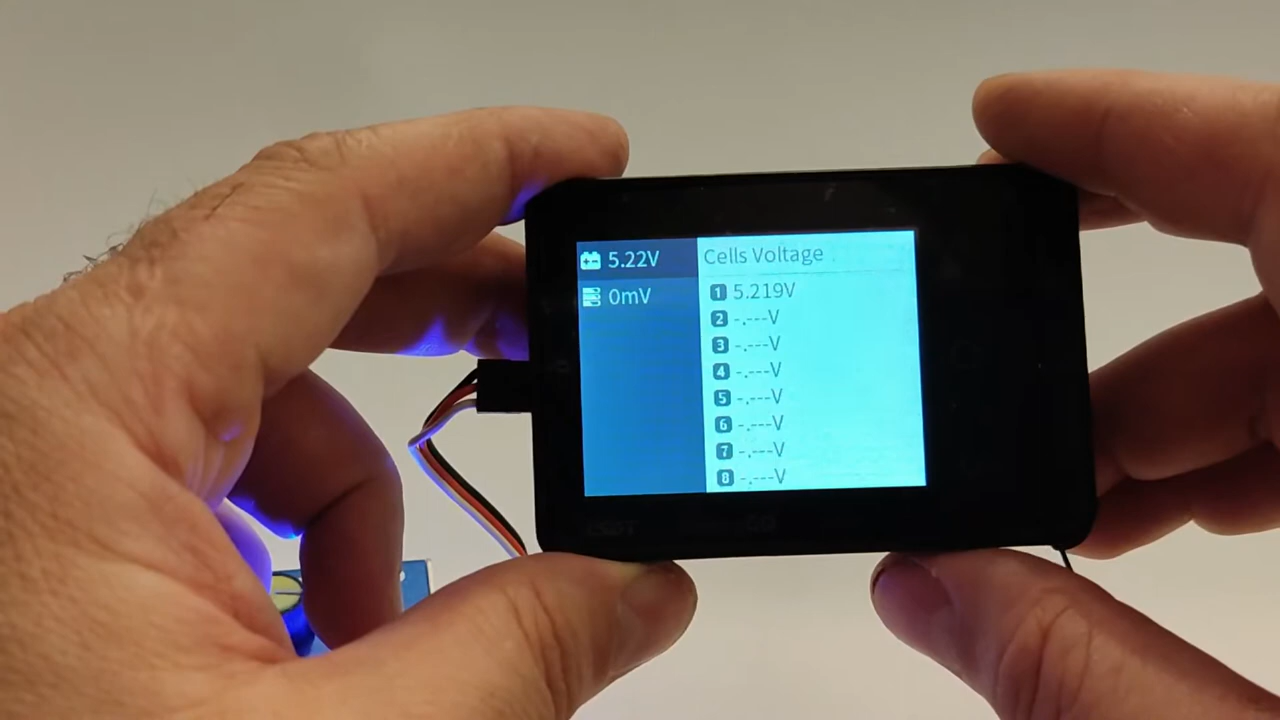 5.22V
0mV
Cells Voltage
1 5.219V
2 -.---V
3 -.---V
4 -.---V
5 -.---V
6 -.---V
7 -.---V
8 -.---V